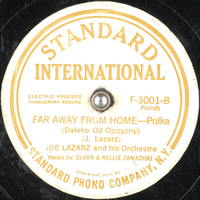 STANDARD
INTERNATIONAL
ELECTRIC PROCESS
PHONOGRAPH RECORD
F-3001-B
Polish
FAR AWAY FROM HOME—Polka
(Daleko Od Ojczyzny)
(J. Lazarz)
JOE LAZARZ and his Orchestra
Vocals by: CLARA & NELLIE ZAMACHAJ
STANDARD PHONO COMPANY, N.Y.